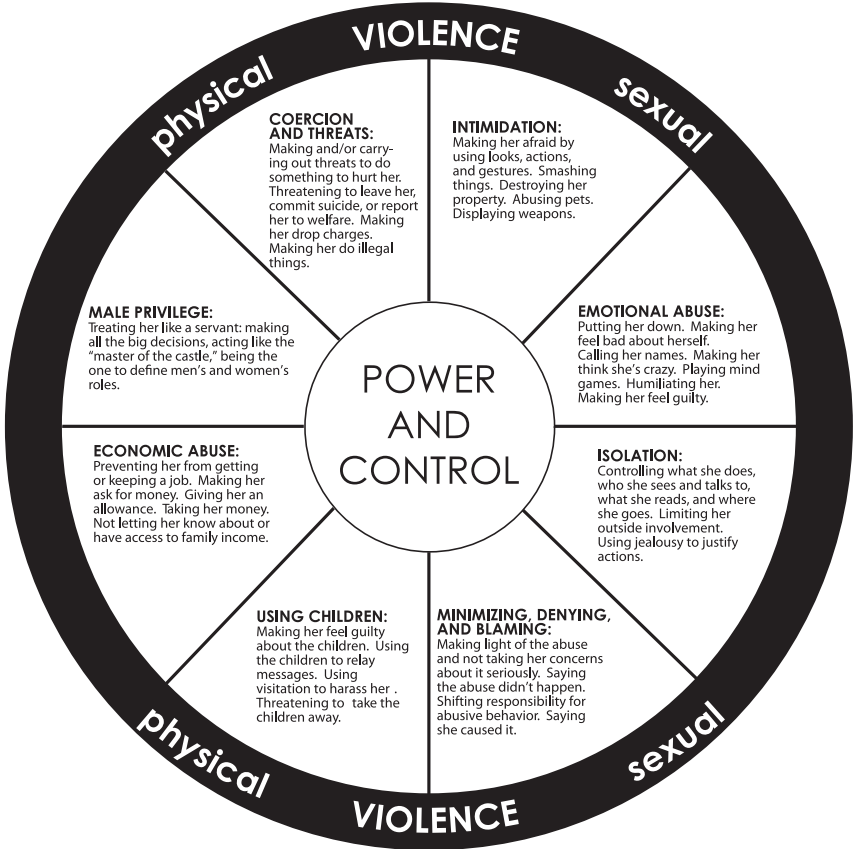 physical
VIOLENCE
sexual
COERCION
AND THREATS:
Making and/or carry-
ing out threats to do
something to hurt her.
Threatening to leave her,
commit suicide, or report
her to welfare.  Making
her drop charges.
Making her do illegal
things.
INTIMIDATION:
Making her afraid by
using looks, actions,
and gestures.  Smashing
things.  Destroying her
property.  Abusing pets.
Displaying weapons.
MALE PRIVILEGE:
Treating her like a servant: making
all the big decisions, acting like the
“master of the castle,” being the
one to define men’s and women’s
roles.
EMOTIONAL ABUSE:
Putting her down.  Making her
feel bad about herself.
Calling her names.  Making her
think she’s crazy.  Playing mind
games.  Humiliating her.
Making her feel guilty.
POWER
AND
CONTROL
ECONOMIC ABUSE:
Preventing her from getting
or keeping a job.  Making her
ask for money.  Giving her an
allowance.  Taking her money.
Not letting her know about or
have access to family income.
ISOLATION:
Controlling what she does,
who she sees and talks to,
what she reads, and where
she goes.  Limiting her
outside involvement.
Using jealousy to justify
actions.
USING CHILDREN:
Making her feel guilty
about the children.  Using
the children to relay
messages.  Using
visitation to harass her .
Threatening to  take the
children away.
MINIMIZING, DENYING,
AND BLAMING:
Making light of the abuse
and not taking her concerns
about it seriously.  Saying
the abuse didn’t happen.
Shifting responsibility for
abusive behavior.  Saying
she caused it.
physical
VIOLENCE
sexual